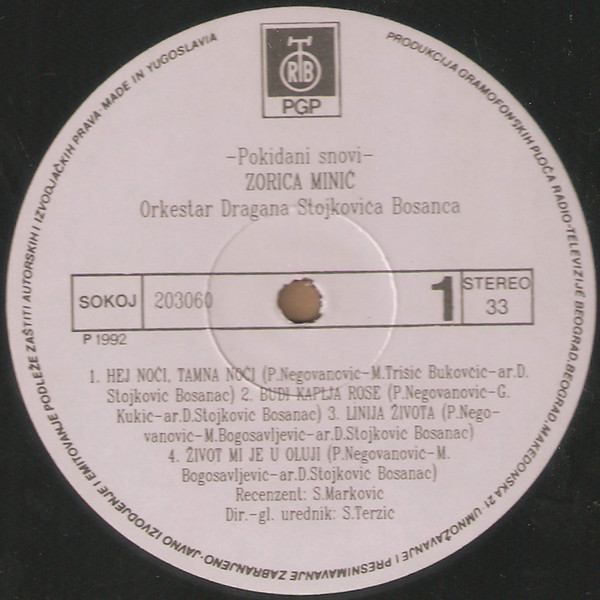 RTB
PGP
-Pokidani snovi-
ZORICA MINIĆ
Orkestar Dragana Stojkovića Bosanca
SOKOJ 203060 1 STEREO 33
P 1992
1. HEJ NOĆI, TAMNA NOĆI (P.Negovanovic-M.Trišic Bukovčic-ar.D.
Stojkovic Bosanac) 2. BUDI KAPLJA ROSE (P.Negovanovic-G.
Kukic-ar.D.Stojkovic Bosanac) 3. LINIJA ŽIVOTA (P.Nego-
vanovic-M.Bogosavljevic-ar.D.Stojkovic Bosanac)
4. ŽIVOT MI JE U OLUJI (P.Negovanovic-M.
Bogosavljevic-ar.D.Stojkovic Bosanac)
Recenzent: S.Markovic
Dir.-gl. urednik: S.Terzic
PRODUKCIJA GRAMOFONSKIH PLOČA RADIO-TELEVIZIJE BEOGRAD, BEOGRAD, MAKEDONSKA 21 · UMNOŽAVANJE I PRESNIMAVANJE ZABRANJENO · JAVNO IZVODJENJE I EMITOVANJE PODLEŽE ZAŠTITI AUTORSKIH I IZVODJAČKIH PRAVA · MADE IN YUGOSLAVIA